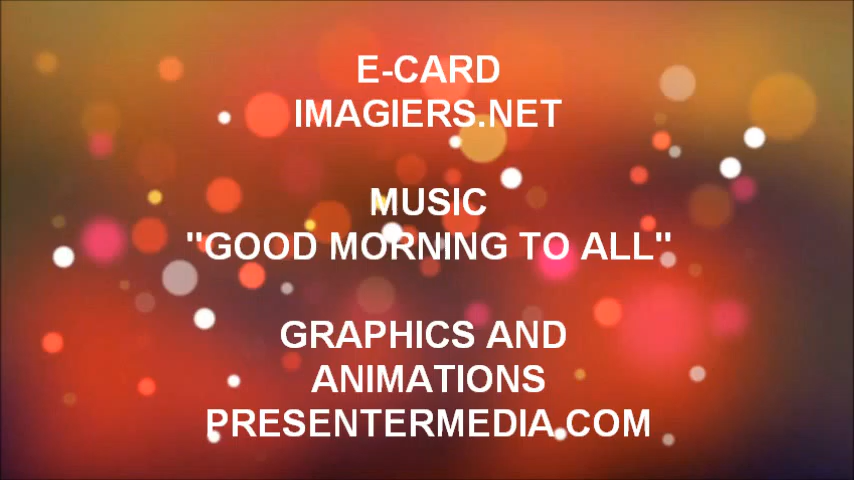 E-CARD
IMAGIERS.NET
MUSIC
"GOOD MORNING TO ALL"
GRAPHICS AND
ANIMATIONS
PRESENTERMEDIA.COM